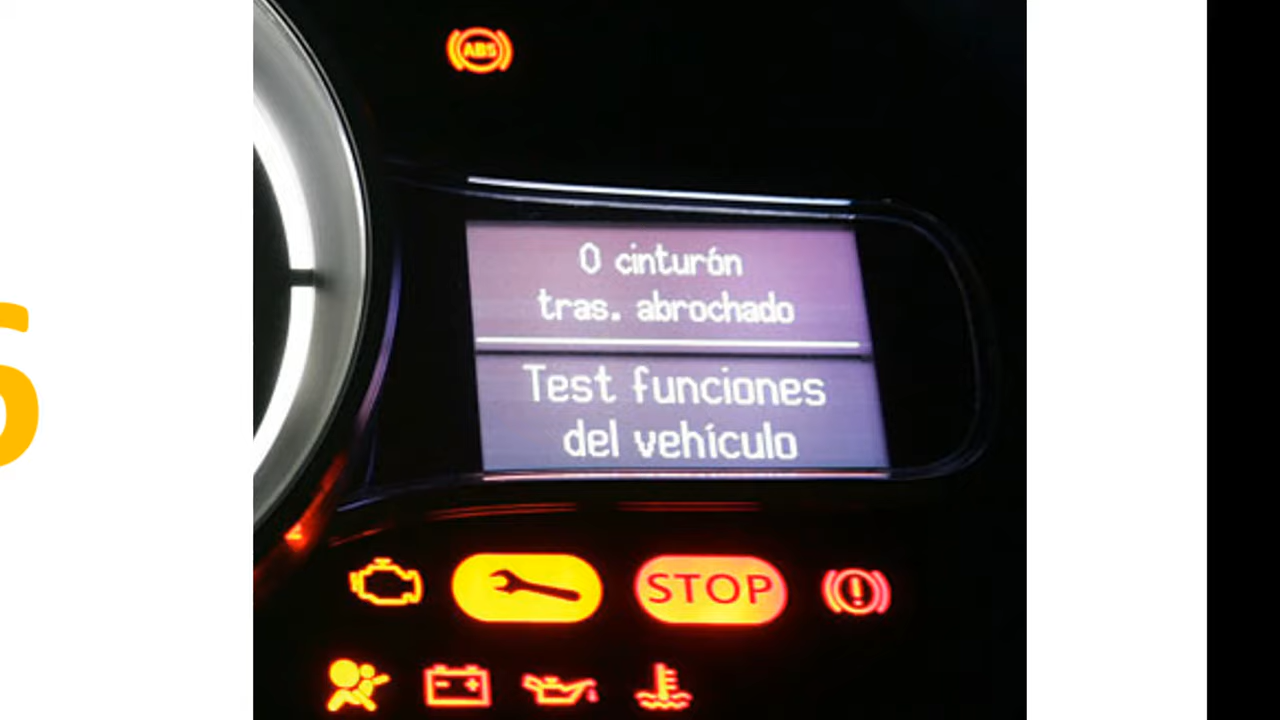 ABS
0 cinturón
tras. abrochado
Test funciones
del vehículo
STOP